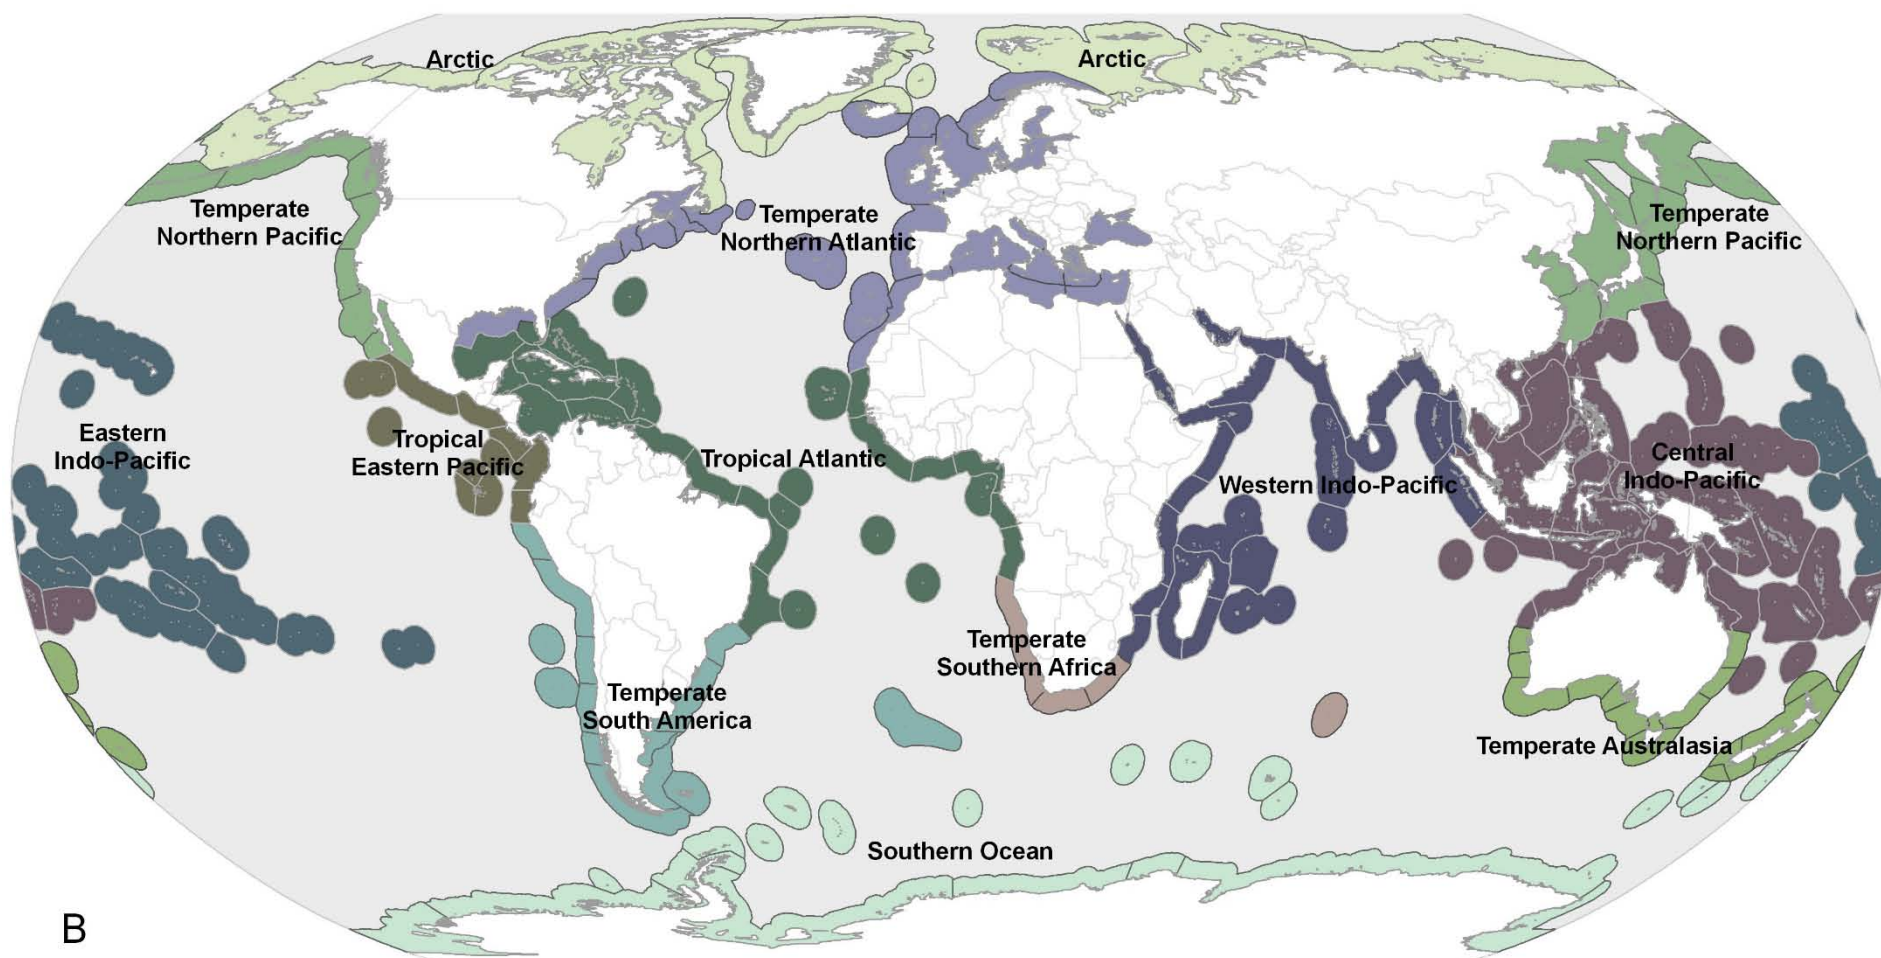 Arctic
Arctic
Temperate
Northern Pacific
Temperate
Northern Atlantic
Temperate
Northern Pacific
Eastern
Indo-Pacific
Tropical
Eastern Pacific
Tropical Atlantic
Western Indo-Pacific
Central
Indo-Pacific
Temperate
South America
Temperate
Southern Africa
Temperate Australasia
Southern Ocean
B